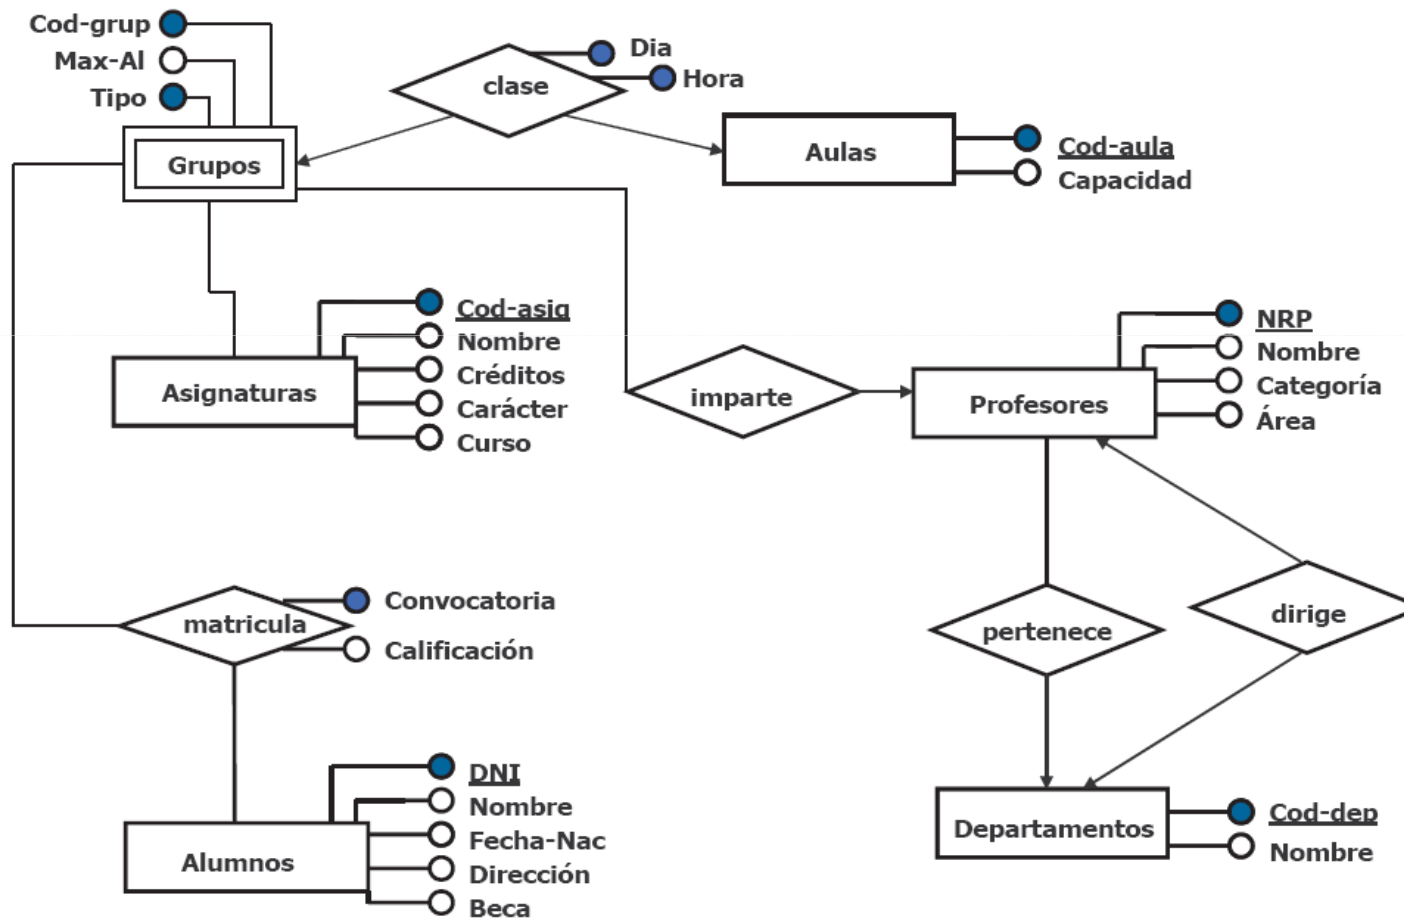 Cod-grup
Max-Al
Tipo
Grupos
clase
Dia
Hora
Aulas
Cod-aula
Capacidad
Asignaturas
Cod-asig
Nombre
Créditos
Carácter
Curso
imparte
Profesores
NRP
Nombre
Categoría
Área
matricula
Convocatoria
Calificación
pertenece
dirige
Alumnos
DNI
Nombre
Fecha-Nac
Dirección
Beca
Departamentos
Cod-dep
Nombre